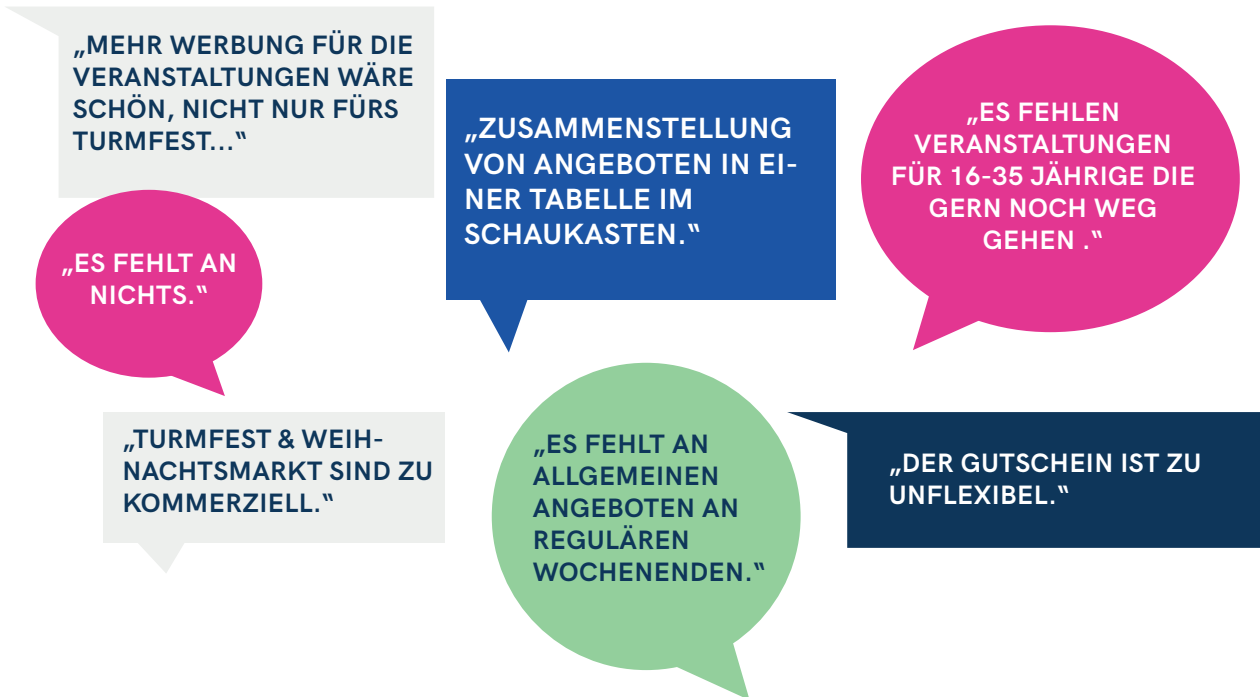 „MEHR WERBUNG FÜR DIE
VERANSTALTUNGEN WÄRE
SCHÖN, NICHT NUR FÜRS
TURMFEST...“
„ZUSAMMENSTELLUNG
VON ANGEBOTEN IN EI-
NER TABELLE IM
SCHAUKASTEN.“
„ES FEHLEN
VERANSTALTUNGEN
FÜR 16-35 JÄHRIGE DIE
GERN NOCH WEG
GEHEN .“
„ES FEHLT AN
NICHTS.“
„TURMFEST & WEIH-
NACHTSMARKT SIND ZU
KOMMERZIELL.“
„ES FEHLT AN
ALLGEMEINEN
ANGEBOTEN AN
REGULÄREN
WOCHENENDEN.“
„DER GUTSCHEIN IST ZU
UNFLEXIBEL.“